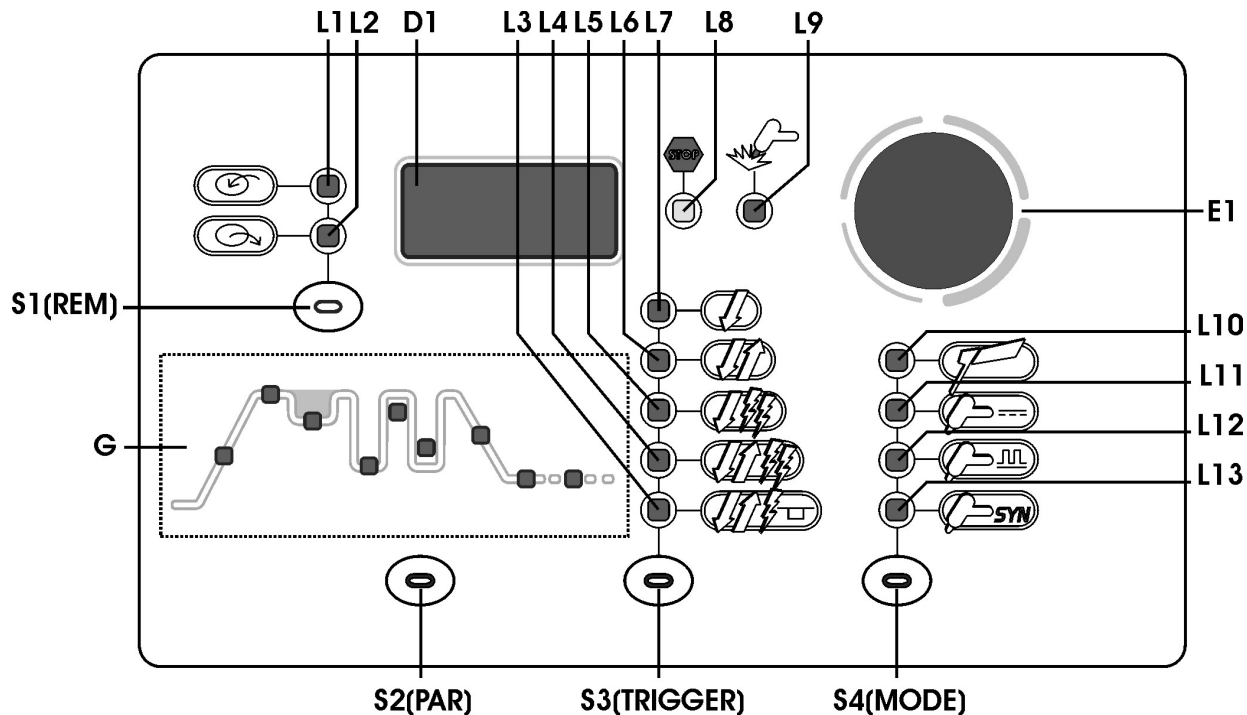 L1 L2 D1 L3 L4 L5 L6 L7 L8 L9
STOP
E1
S1(REM)
L10
L11
G
L12
L13
SYN
S2(PAR) S3(TRIGGER) S4(MODE)